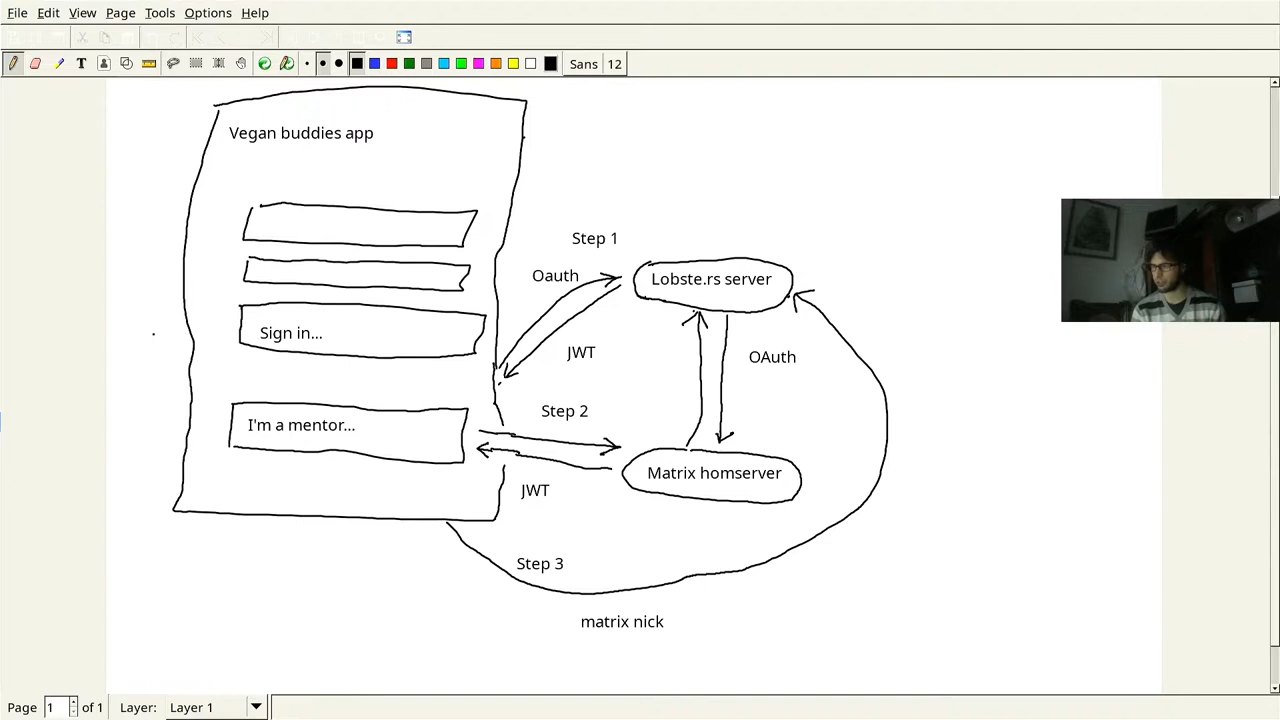 File Edit View Page Tools Options Help
Sans 12
Vegan buddies app
Step 1
Oauth
Lobste.rs server
Sign in...
JWT
OAuth
Step 2
I'm a mentor...
Matrix homserver
JWT
Step 3
matrix nick
Page 1 of 1 Layer: Layer 1